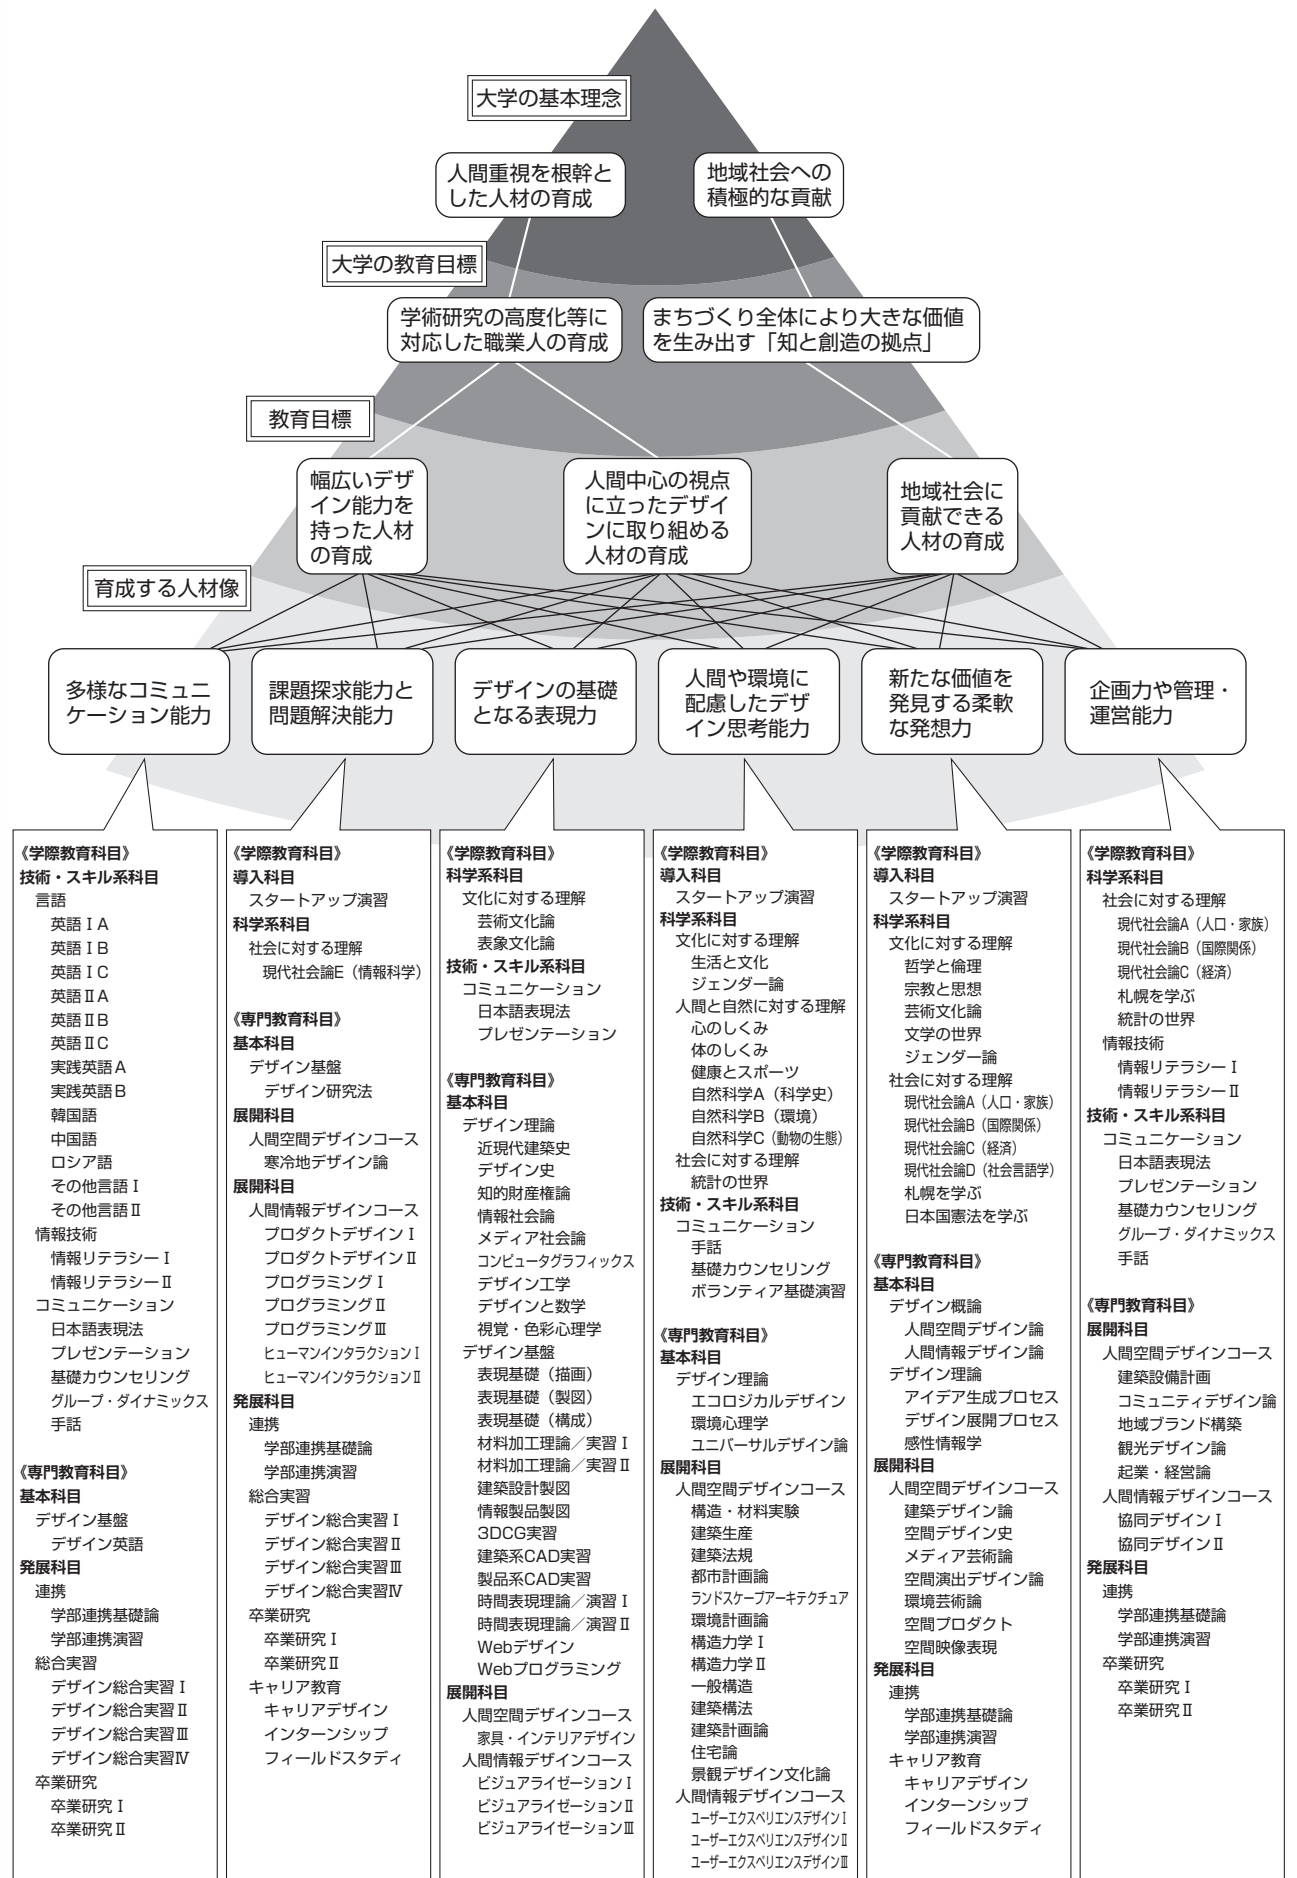 大学の基本理念
人間重視を根幹と
した人材の育成
地域社会への
積極的な貢献
大学の教育目標
学術研究の高度化等に
対応した職業人の育成
まちづくり全体により大きな価値
を生み出す「知と創造の拠点」
教育目標
幅広いデザ
イン能力を
持った人材
の育成
人間中心の視点
に立ったデザイ
ンに取り組める
人材の育成
地域社会に
貢献できる
人材の育成
育成する人材像
多様なコミュニ
ケーション能力
課題探求能力と
問題解決能力
デザインの基礎
となる表現力
人間や環境に
配慮したデザ
イン思考能力
新たな価値を
発見する柔軟
な発想力
企画力や管理・
運営能力
《学際教育科目》
技術・スキル系科目
言語
英語ⅠA
英語ⅠB
英語ⅠC
英語ⅡA
英語ⅡB
英語ⅡC
実践英語A
実践英語B
韓国語
中国語
ロシア語
その他言語Ⅰ
その他言語Ⅱ
情報技術
情報リテラシーⅠ
情報リテラシーⅡ
コミュニケーション
日本語表現法
プレゼンテーション
基礎カウンセリング
グループ・ダイナミックス
手話
《専門教育科目》
基本科目
デザイン基盤
デザイン英語
発展科目
連携
学部連携基礎論
学部連携演習
総合実習
デザイン総合実習Ⅰ
デザイン総合実習Ⅱ
デザイン総合実習Ⅲ
デザイン総合実習Ⅳ
卒業研究
卒業研究Ⅰ
卒業研究Ⅱ
《学際教育科目》
導入科目
スタートアップ演習
科学系科目
社会に対する理解
現代社会論E（情報科学）
《専門教育科目》
基本科目
デザイン基盤
デザイン研究法
展開科目
人間空間デザインコース
寒冷地デザイン論
展開科目
人間情報デザインコース
プロダクトデザインⅠ
プロダクトデザインⅡ
プログラミングⅠ
プログラミングⅡ
プログラミングⅢ
ヒューマンインタラクションⅠ
ヒューマンインタラクションⅡ
発展科目
連携
学部連携基礎論
学部連携演習
総合実習
デザイン総合実習Ⅰ
デザイン総合実習Ⅱ
デザイン総合実習Ⅲ
デザイン総合実習Ⅳ
卒業研究
卒業研究Ⅰ
卒業研究Ⅱ
キャリア教育
キャリアデザイン
インターンシップ
フィールドスタディ
《学際教育科目》
科学系科目
文化に対する理解
芸術文化論
表象文化論
技術・スキル系科目
コミュニケーション
日本語表現法
プレゼンテーション
《専門教育科目》
基本科目
デザイン理論
近現代建築史
デザイン史
知的財産権論
情報社会論
メディア社会論
コンピュータグラフィックス
デザイン工学
デザインと数学
視覚・色彩心理学
デザイン基盤
表現基礎（描画）
表現基礎（製図）
表現基礎（構成）
材料加工理論／実習Ⅰ
材料加工理論／実習Ⅱ
建築設計製図
情報製品製図
3DCG実習
建築系CAD実習
製品系CAD実習
時間表現理論／演習Ⅰ
時間表現理論／演習Ⅱ
Webデザイン
Webプログラミング
展開科目
人間空間デザインコース
家具・インテリアデザイン
人間情報デザインコース
ビジュアライゼーションⅠ
ビジュアライゼーションⅡ
ビジュアライゼーションⅢ
《学際教育科目》
導入科目
スタートアップ演習
科学系科目
文化に対する理解
生活と文化
ジェンダー論
人間と自然に対する理解
心のしくみ
体のしくみ
健康とスポーツ
自然科学A（科学史）
自然科学B（環境）
自然科学C（動物の生態）
社会に対する理解
統計の世界
技術・スキル系科目
コミュニケーション
手話
基礎カウンセリング
ボランティア基礎演習
《専門教育科目》
基本科目
デザイン理論
エコロジカルデザイン
環境心理学
ユニバーサルデザイン論
展開科目
人間空間デザインコース
構造・材料実験
建築生産
建築法規
都市計画論
ランドスケープアーキテクチュア
環境計画論
構造力学Ⅰ
構造力学Ⅱ
一般構造
建築構法
建築計画論
住宅論
景観デザイン文化論
人間情報デザインコース
ユーザーエクスペリエンスデザインⅠ
ユーザーエクスペリエンスデザインⅡ
ユーザーエクスペリエンスデザインⅢ
《学際教育科目》
導入科目
スタートアップ演習
科学系科目
文化に対する理解
哲学と倫理
宗教と思想
芸術文化論
文学の世界
ジェンダー論
社会に対する理解
現代社会論A（人口・家族）
現代社会論B（国際関係）
現代社会論C（経済）
現代社会論D（社会言語学）
札幌を学ぶ
日本国憲法を学ぶ
《専門教育科目》
基本科目
デザイン概論
人間空間デザイン論
人間情報デザイン論
デザイン理論
アイデア生成プロセス
デザイン展開プロセス
感性情報学
展開科目
人間空間デザインコース
建築デザイン論
空間デザイン史
メディア芸術論
空間演出デザイン論
環境芸術論
空間プロダクト
空間映像表現
発展科目
連携
学部連携基礎論
学部連携演習
キャリア教育
キャリアデザイン
インターンシップ
フィールドスタディ
《学際教育科目》
科学系科目
社会に対する理解
現代社会論A（人口・家族）
現代社会論B（国際関係）
現代社会論C（経済）
札幌を学ぶ
統計の世界
情報技術
情報リテラシーⅠ
情報リテラシーⅡ
技術・スキル系科目
コミュニケーション
日本語表現法
プレゼンテーション
基礎カウンセリング
グループ・ダイナミックス
手話
《専門教育科目》
展開科目
人間空間デザインコース
建築設備計画
コミュニティデザイン論
地域ブランド構築
観光デザイン論
起業・経営論
人間情報デザインコース
協同デザインⅠ
協同デザインⅡ
発展科目
連携
学部連携基礎論
学部連携演習
卒業研究
卒業研究Ⅰ
卒業研究Ⅱ